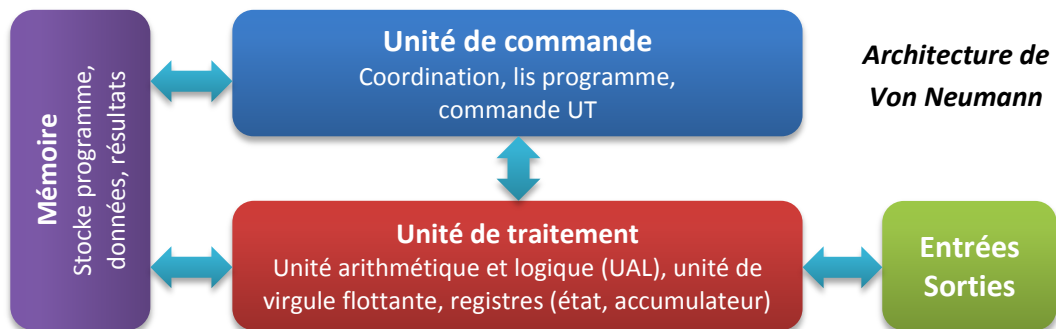 Mémoire
Stocke programme,
données, résultats
Unité de commande
Coordination, lis programme,
commande UT
Architecture de
Von Neumann
Unité de traitement
Unité arithmétique et logique (UAL), unité de
virgule flottante, registres (état, accumulateur)
Entrées
Sorties